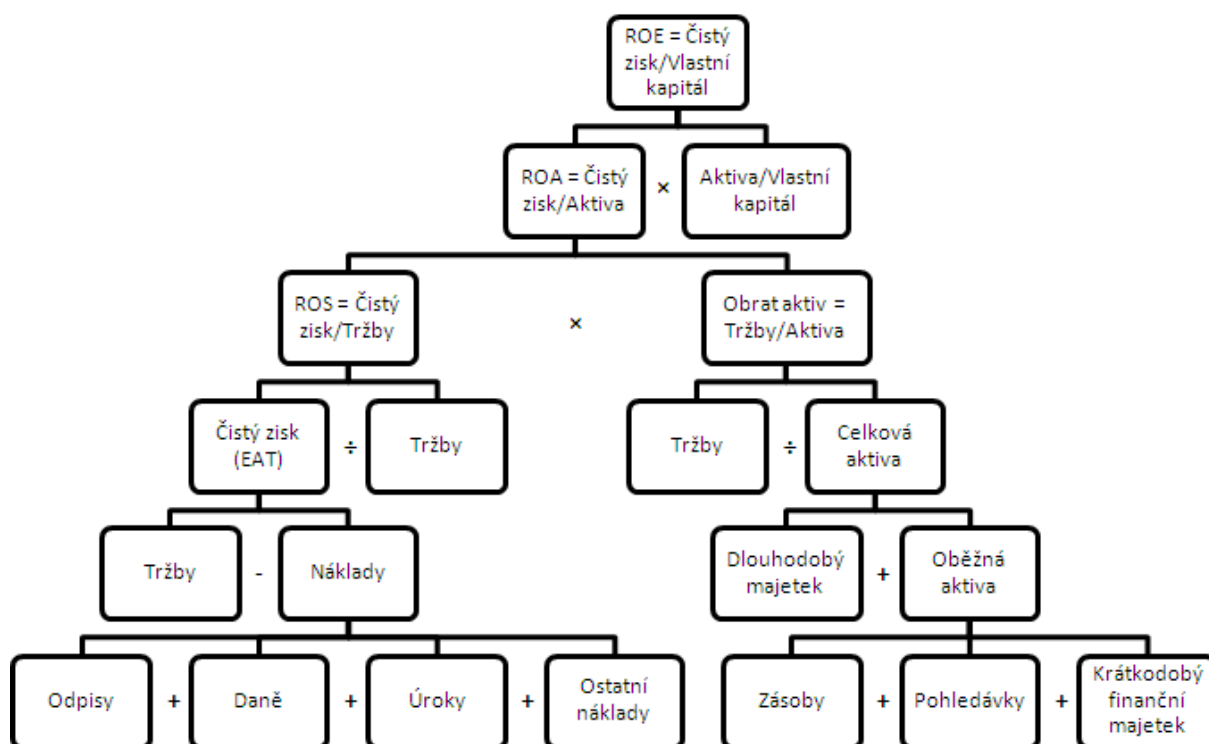 ROE = Čistý
zisk/Vlastní
kapitál
ROA = Čistý
zisk/Aktiva
×
Aktiva/Vlastní
kapitál
ROS = Čistý
zisk/Tržby
×
Obrat aktiv =
Tržby/Aktiva
Čistý zisk
(EAT)
÷
Tržby
Tržby
÷
Celková
aktiva
Tržby
-
Náklady
Dlouhodobý
majetek
+
Oběžná
aktiva
Odpisy
+
Daně
+
Úroky
+
Ostatní
náklady
Zásoby
+
Pohledávky
+
Krátkodobý
finanční
majetek